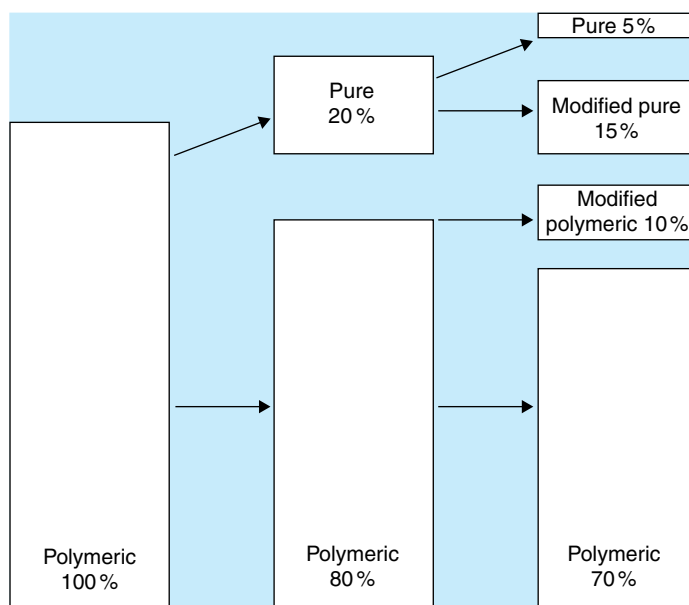 Pure 5 %
Pure
20 %
Modified pure
15 %
Modified
polymeric 10 %
Polymeric
100 %
Polymeric
80 %
Polymeric
70 %